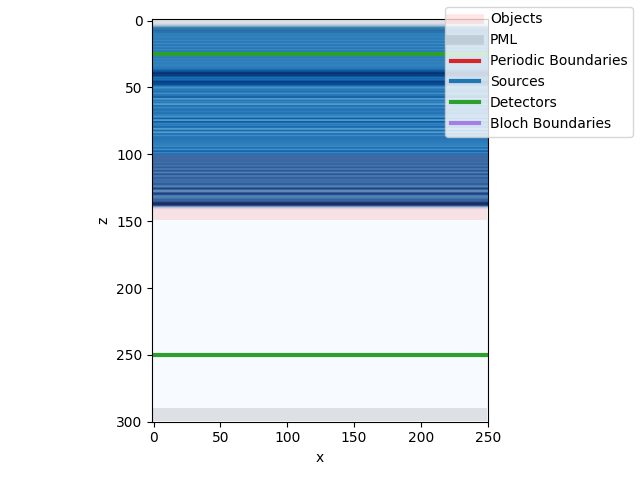 Objects
PML
Periodic Boundaries
Sources
Detectors
Bloch Boundaries
0
50
100
150
200
250
300
z
0
50
100
150
200
250
x